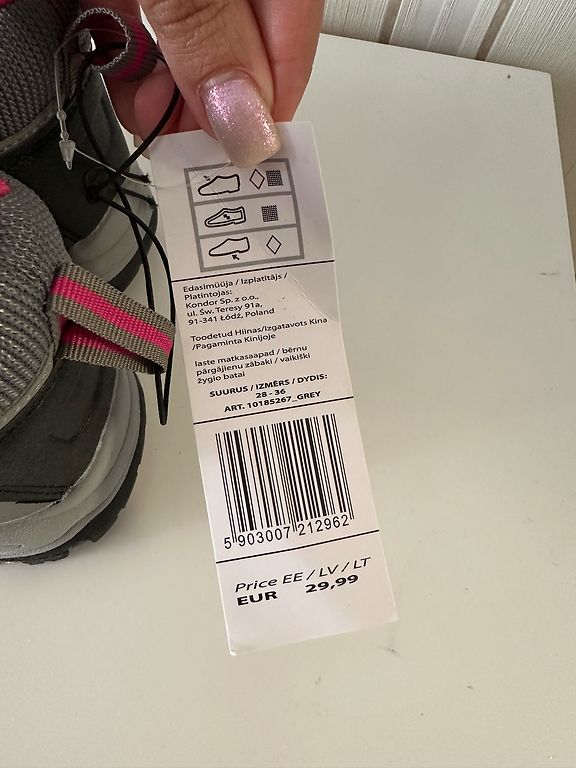 Edasimüüja / Izplatītājs /
Platintojas:
Kondor Sp. z o.o.,
ul. Św. Teresy 91a,
91-341 Łódź, Poland
Toodetud Hiinas/Izgatavots Kīna
/Pagaminta Kinijoje
laste matkasaapad / bērnu
pārgājienu zābaki / vaikiški
žygio batai
SUURUS / IZMĒRS / DYDIS:
28 - 36
ART. 10185267_GREY
5 903007 212962
Price EE / LV / LT
EUR 29,99